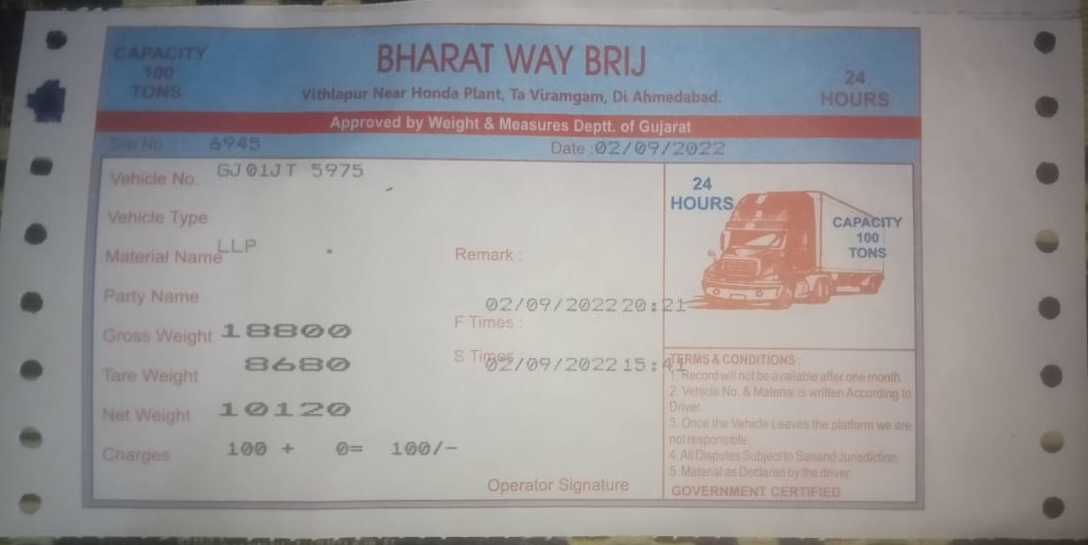 CAPACITY
100
TONS
BHARAT WAY BRIJ
Vithlapur Near Honda Plant, Ta Viramgam, Di Ahmedabad.
24
HOURS
Approved by Weight & Measures Deptt. of Gujarat
Slip No. : 6945
Date :02/09/2022
Vehicle No. GJ01JT 5975
Vehicle Type
Material Name LLP
Remark :
Party Name
02/09/2022 20:21
F Times :
Gross Weight 18800
S Times : 02/09/2022 15:41
Tare Weight 8680
Net Weight 10120
Charges 100 + 0= 100/-
Operator Signature
24
HOURS
CAPACITY
100
TONS
TERMS & CONDITIONS :
1. Record will not be available after one month.
2. Vehicle No. & Material is written According to
Driver.
3. Once the Vehicle Leaves the platform we are
not responsible.
4. All Disputes Subject to Sanand Jurisdiction
5. Material as Declared by the driver.
GOVERNMENT CERTIFIED